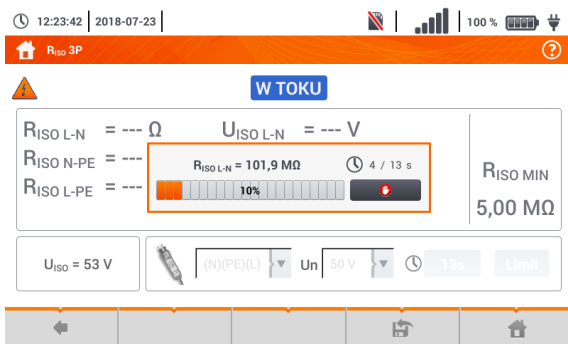 12:23:42 2018-07-23 100 %
RISO 3P ?
W TOKU
RISO L-N = --- Ω UISO L-N = --- V
RISO N-PE = ---
RISO L-PE = ---
RISO L-N = 101,9 MΩ 4 / 13 s
10%
RISO MIN
5,00 MΩ
UISO = 53 V (N)(PE)(L) Un 50 V 13s Limit